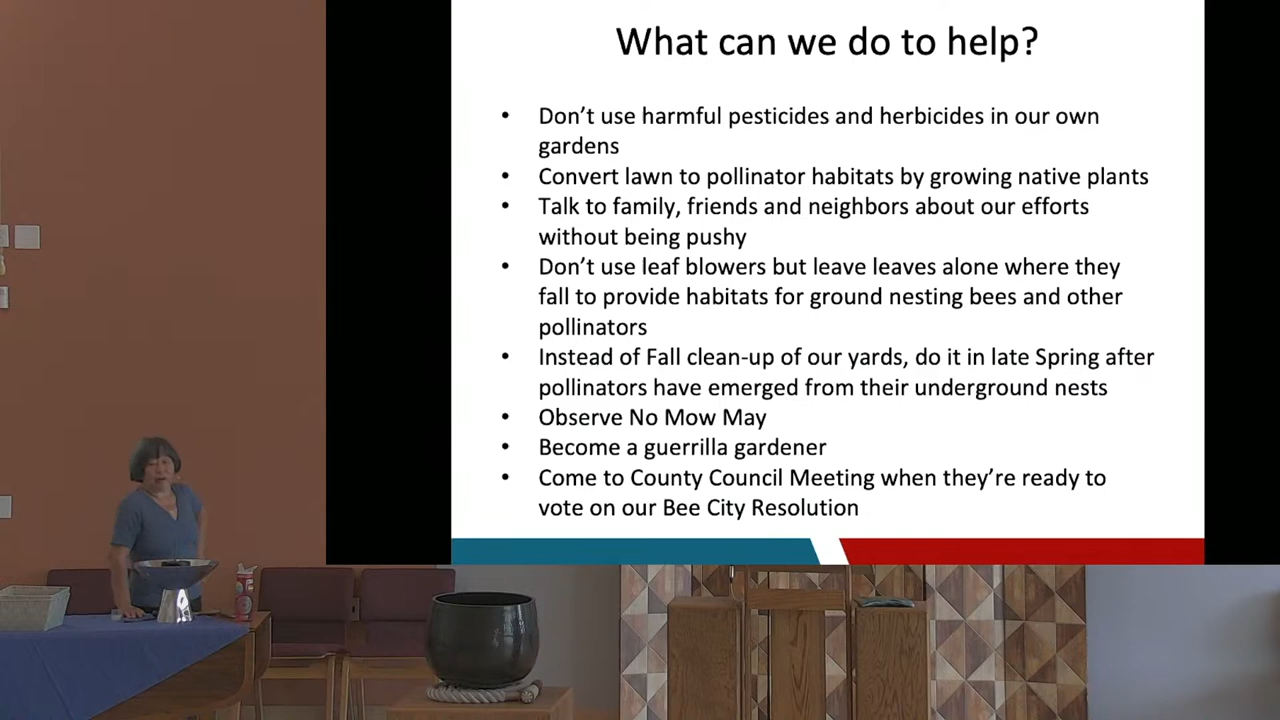 What can we do to help?
• Don’t use harmful pesticides and herbicides in our own
gardens
• Convert lawn to pollinator habitats by growing native plants
• Talk to family, friends and neighbors about our efforts
without being pushy
• Don’t use leaf blowers but leave leaves alone where they
fall to provide habitats for ground nesting bees and other
pollinators
• Instead of Fall clean-up of our yards, do it in late Spring after
pollinators have emerged from their underground nests
• Observe No Mow May
• Become a guerrilla gardener
• Come to County Council Meeting when they’re ready to
vote on our Bee City Resolution